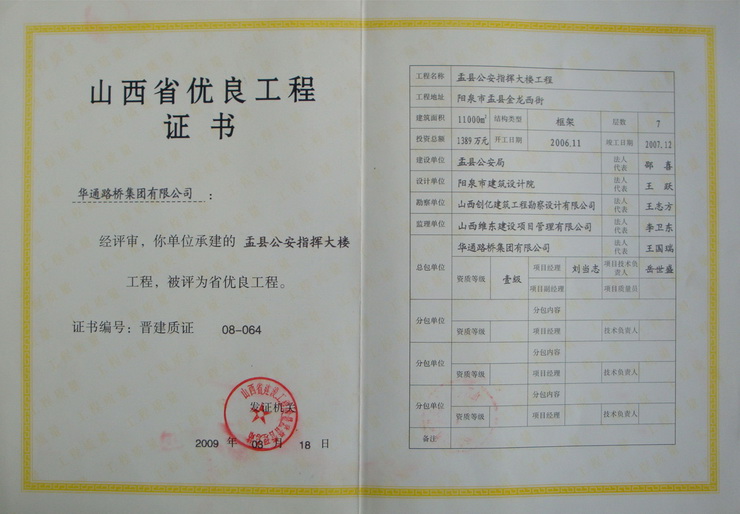 山西省优良工程
证书
华通路桥集团有限公司：
经评审，你单位承建的 盂县公安指挥大楼
工程，被评为省优良工程。
证书编号：晋建质证 08-064
发证机关
2009 年 03 月 18 日
工程名称 盂县公安指挥大楼工程
工程地址 阳泉市盂县金龙西街
建筑面积 11000m² 结构类型 框架 层数 7
投资总额 1389万元 开工日期 2006.11 竣工日期 2007.12
建设单位 盂县公安局 法人代表 郗喜
设计单位 阳泉市建筑设计院 法人代表 王跃
勘察单位 山西创亿建筑工程勘察设计有限公司 法人代表 王志方
监理单位 山西维东建设项目管理有限公司 法人代表 李卫东
总包单位 华通路桥集团有限公司 法人代表 王国瑞
资质等级 壹级 项目经理 刘当志 项目技术负责人 岳世盛
项目副经理 项目质量员
分包单位 分包内容
资质等级 项目经理 技术负责人
分包单位 分包内容
资质等级 项目经理 技术负责人
分包单位 分包内容
资质等级 项目经理 技术负责人
备注